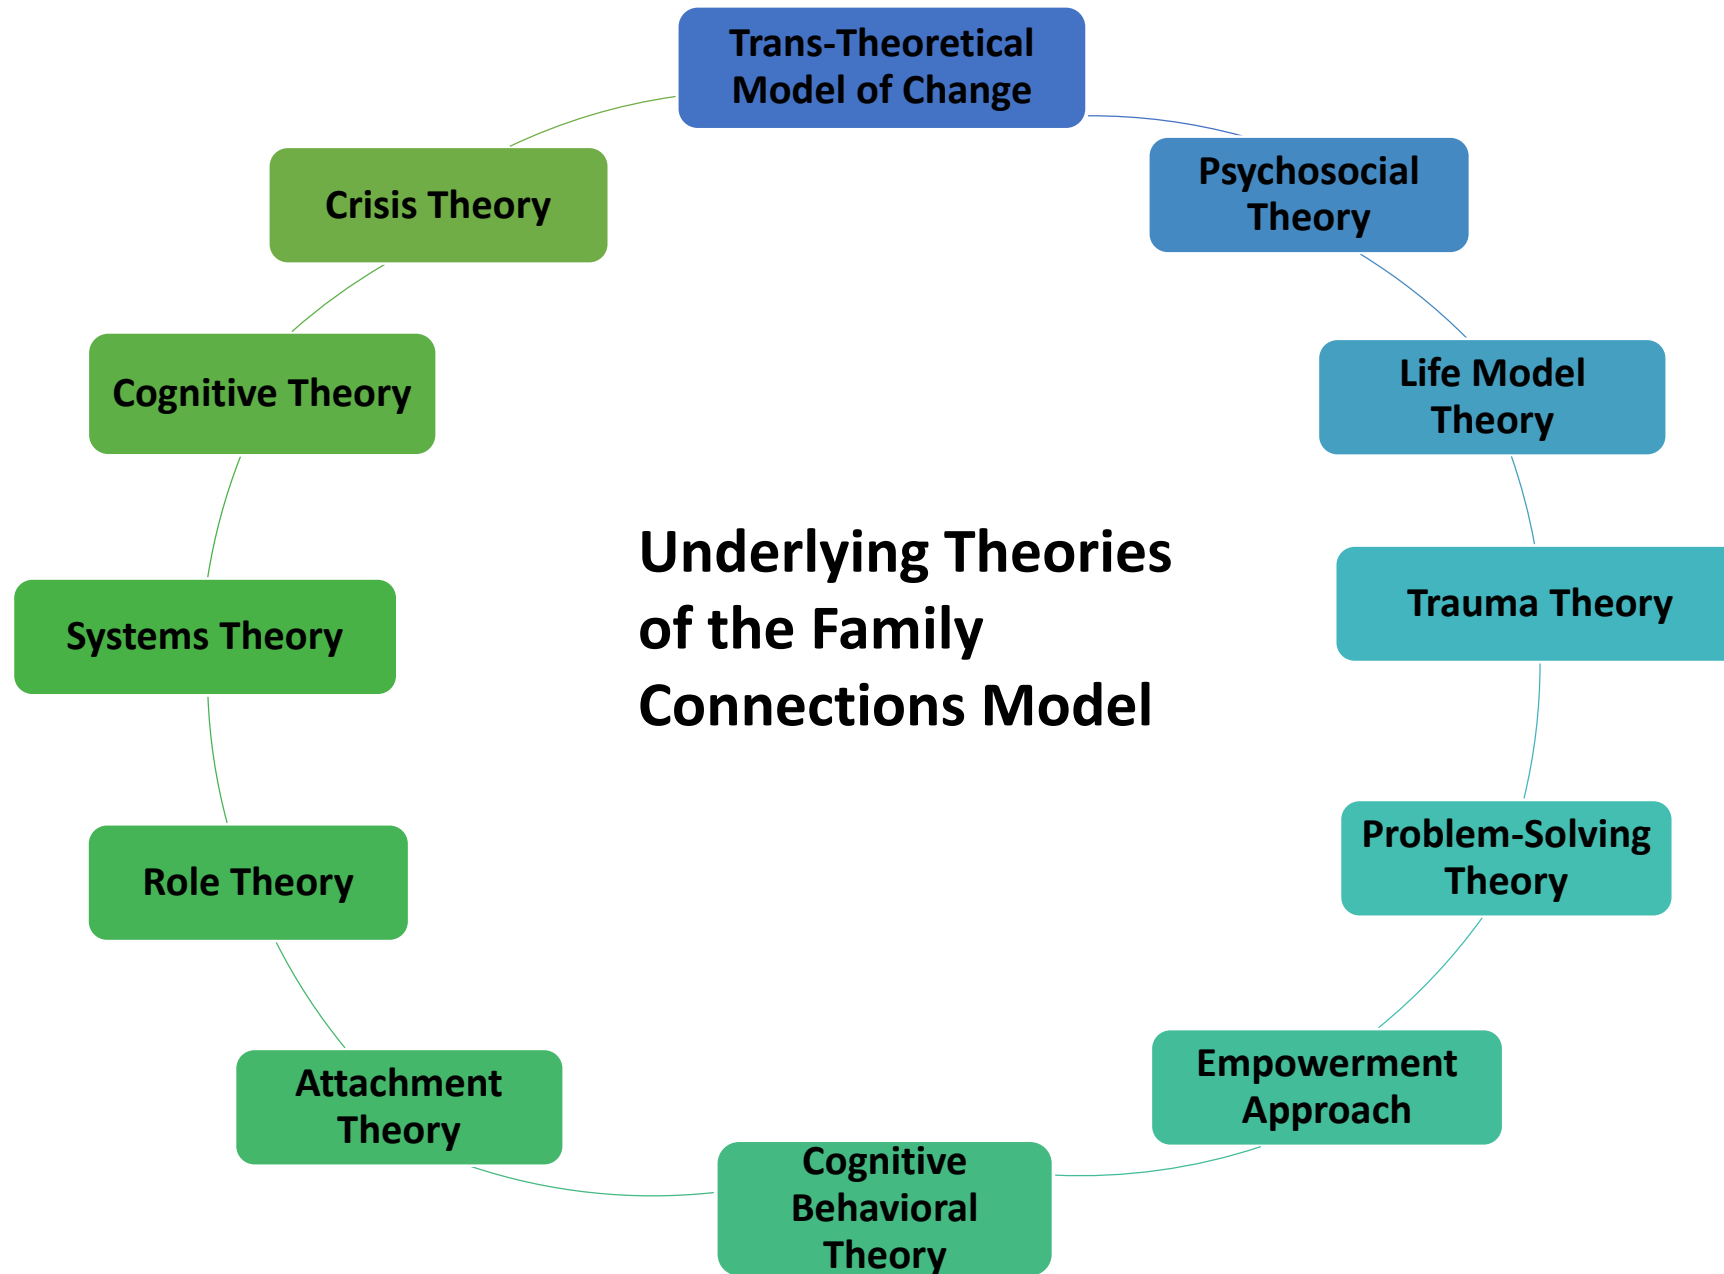 Trans-Theoretical
Model of Change
Psychosocial
Theory
Life Model
Theory
Trauma Theory
Problem-Solving
Theory
Empowerment
Approach
Cognitive
Behavioral
Theory
Attachment
Theory
Role Theory
Systems Theory
Cognitive Theory
Crisis Theory
Underlying Theories
of the Family
Connections Model